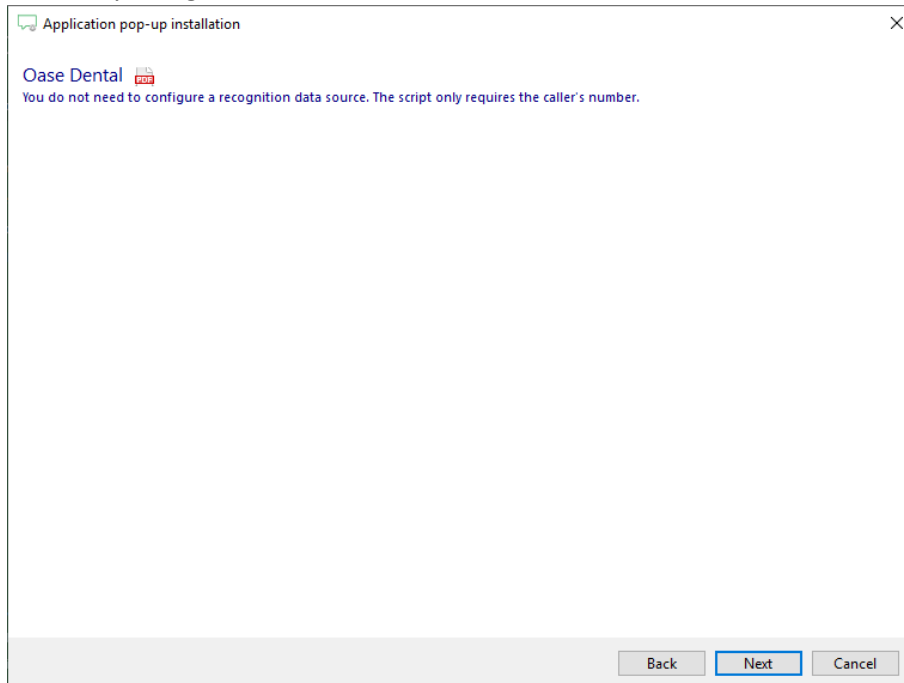 Application pop-up installation
Oase Dental PDF
You do not need to configure a recognition data source. The script only requires the caller's number.
Back Next Cancel